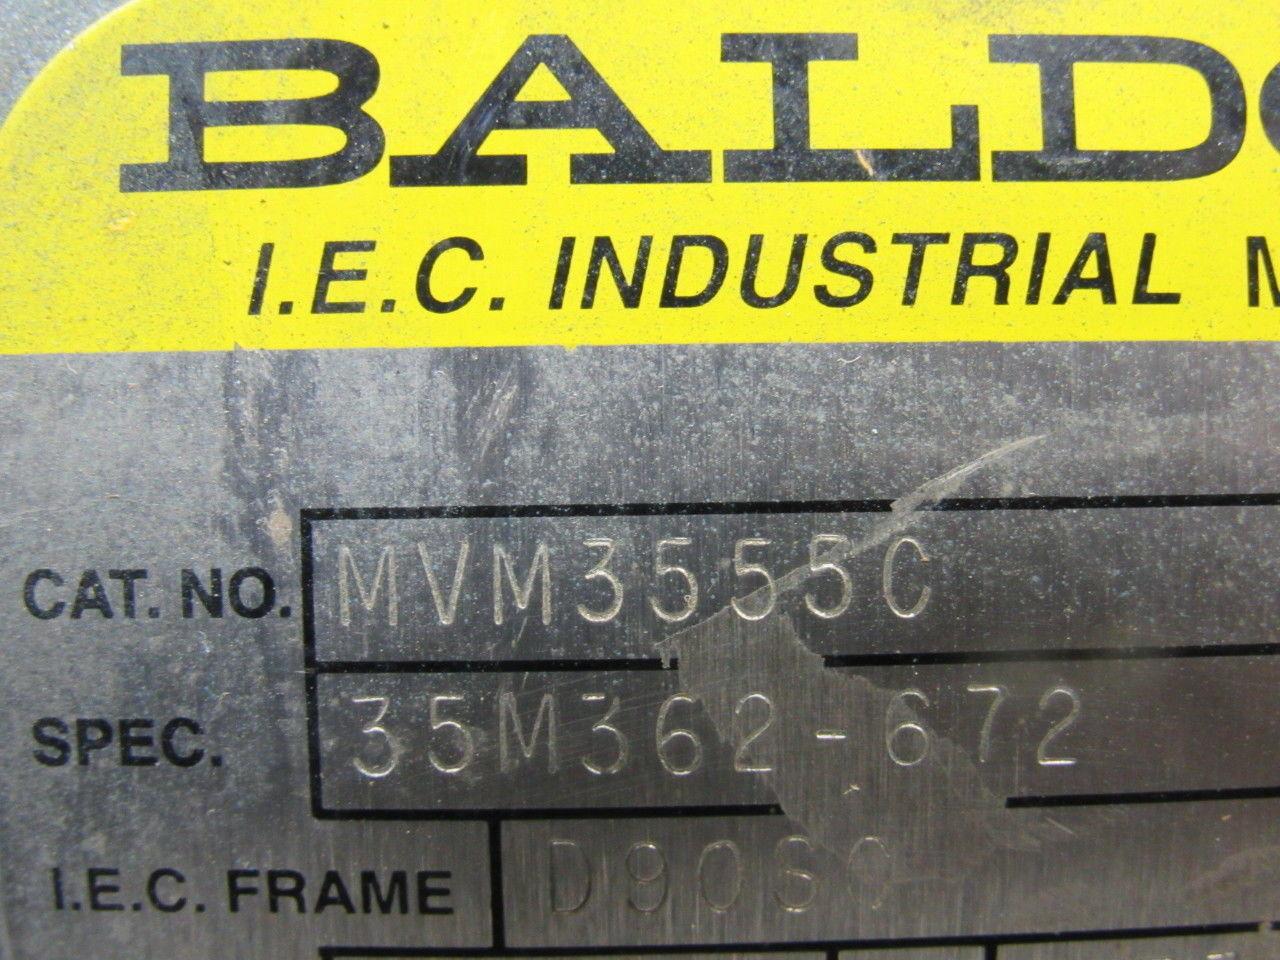 BALDO
I.E.C. INDUSTRIAL M
CAT. NO. MVM3555C
SPEC. 35M362-672
I.E.C. FRAME D90S